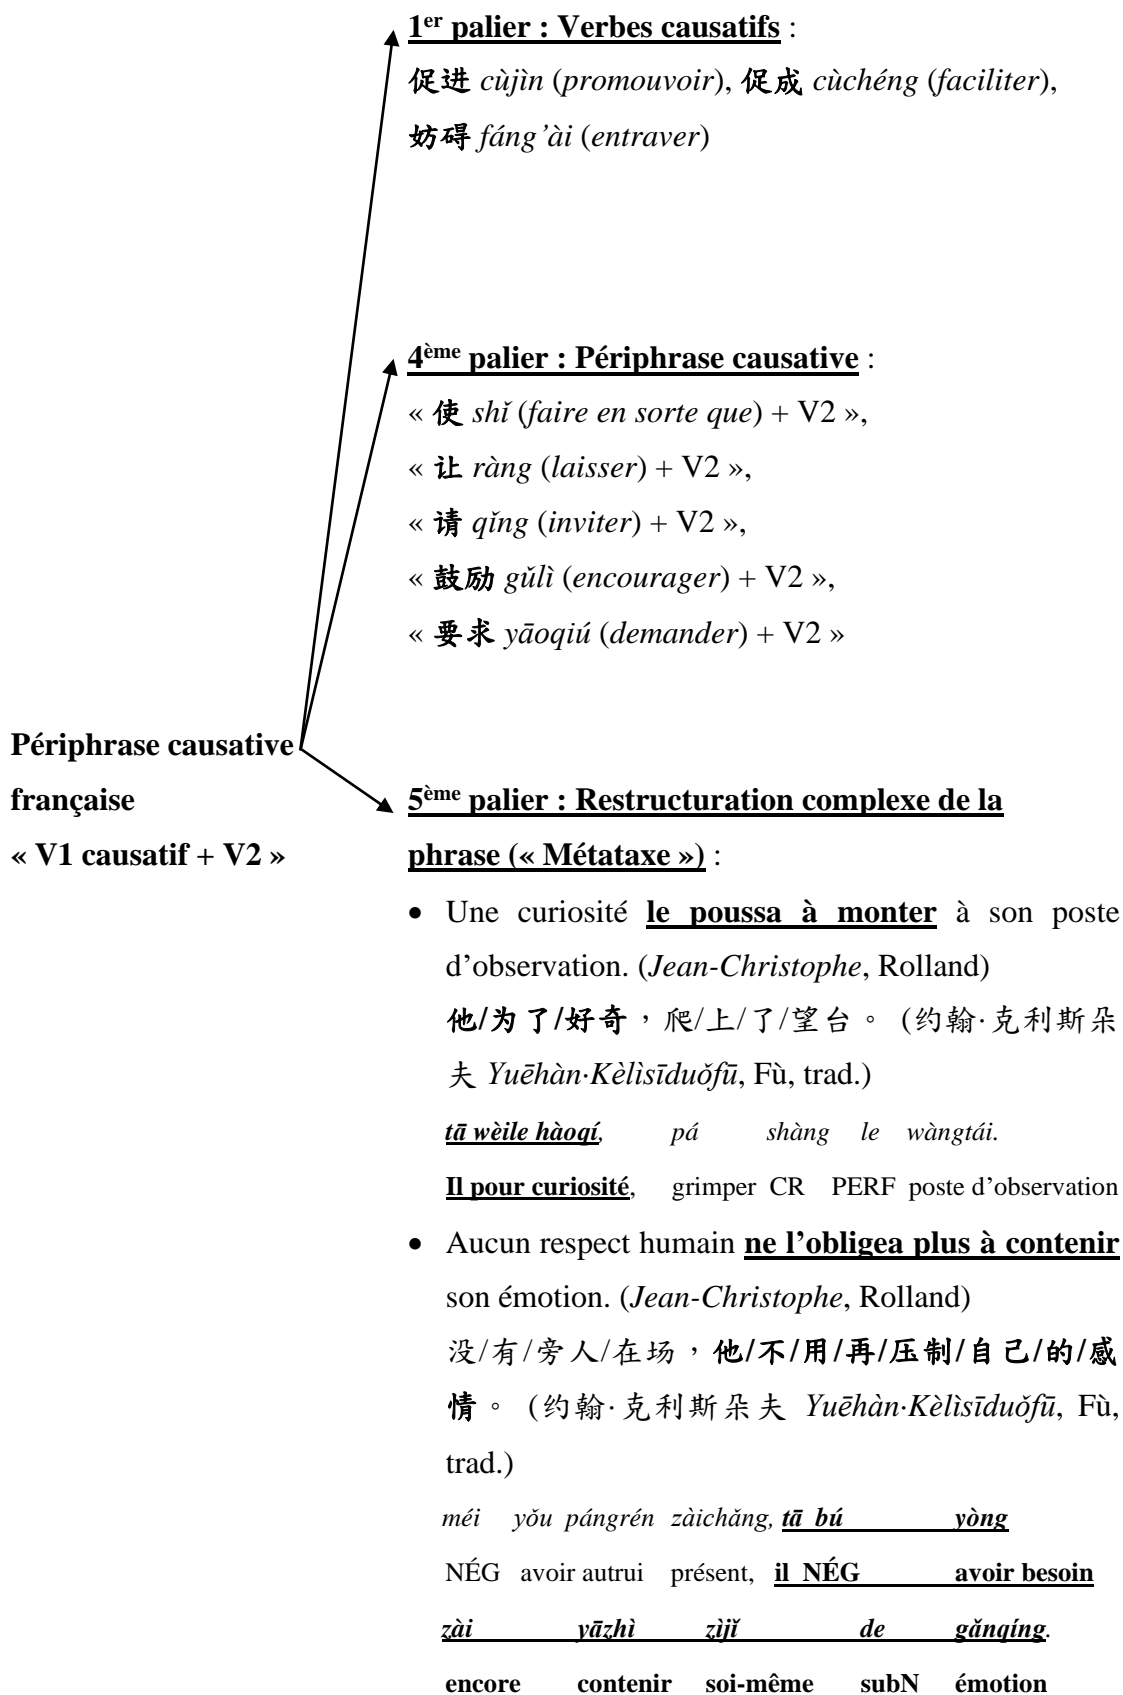 1er palier : Verbes causatifs :
促进 cùjìn (promouvoir), 促成 cùchéng (faciliter),
妨碍 fáng’ài (entraver)
4ème palier : Périphrase causative :
« 使 shǐ (faire en sorte que) + V2 »,
« 让 ràng (laisser) + V2 »,
« 请 qǐng (inviter) + V2 »,
« 鼓励 gǔlì (encourager) + V2 »,
« 要求 yāoqiú (demander) + V2 »
Périphrase causative
française
« V1 causatif + V2 »
5ème palier : Restructuration complexe de la
phrase (« Métataxe ») :
• Une curiosité le poussa à monter à son poste
d’observation. (Jean-Christophe, Rolland)
他/为了/好奇，爬/上/了/望台。 (约翰·克利斯朵
夫 Yuēhàn·Kèlìsīduǒfū, Fù, trad.)
tā wèile hàoqí, pá shàng le wàngtái.
Il pour curiosité, grimper CR PERF poste d’observation
• Aucun respect humain ne l’obligea plus à contenir
son émotion. (Jean-Christophe, Rolland)
没/有/旁人/在场，他/不/用/再/压制/自己/的/感
情。 (约翰·克利斯朵夫 Yuēhàn·Kèlìsīduǒfū, Fù,
trad.)
méi yǒu pángrén zàichǎng, tā bú yòng
NÉG avoir autrui présent, il NÉG avoir besoin
zài yāzhì zìjǐ de gǎnqíng.
encore contenir soi-même subN émotion